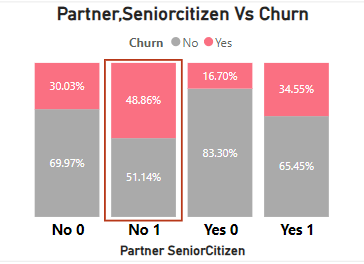 Partner,Seniorcitizen Vs Churn
Churn No Yes
30.03% 48.86% 16.70% 34.55%
69.97% 51.14% 83.30% 65.45%
No 0 No 1 Yes 0 Yes 1
Partner SeniorCitizen